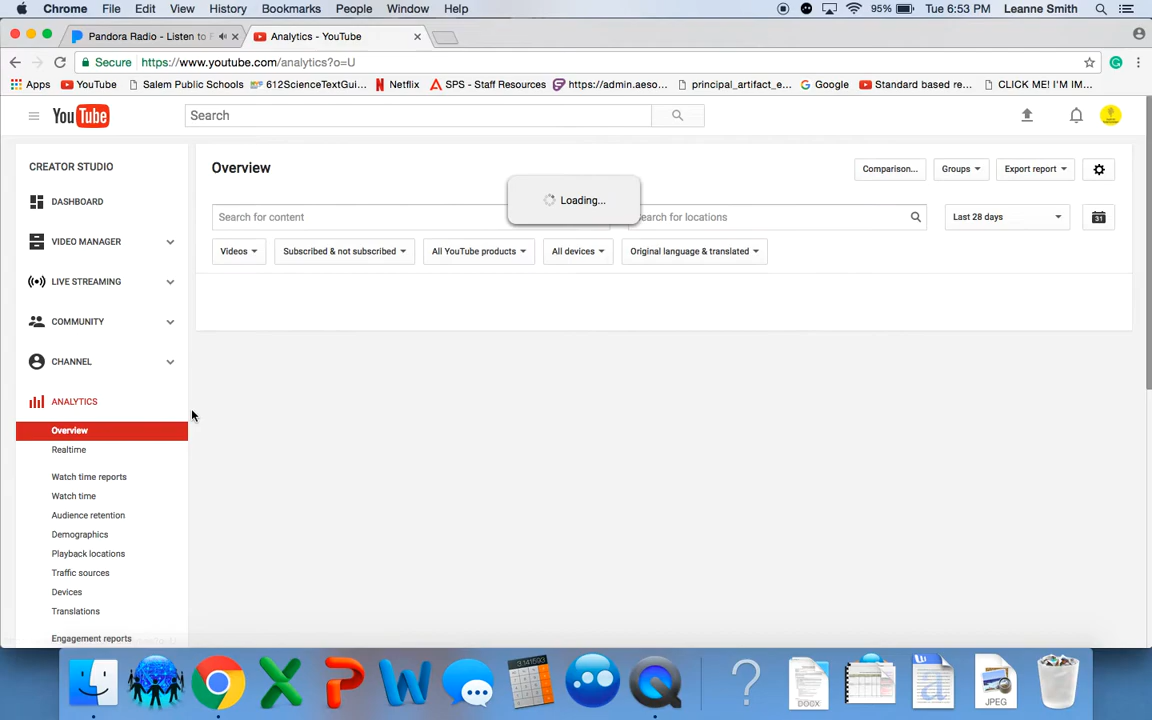 Chrome File Edit View History Bookmarks People Window Help 95% Tue 6:53 PM Leanne Smith
Pandora Radio - Listen to F Analytics - YouTube
Secure https://www.youtube.com/analytics?o=U
Apps YouTube Salem Public Schools 612ScienceTextGui... Netflix SPS - Staff Resources https://admin.aeso... principal_artifact_e... Google Standard based re... CLICK ME! I'M IM...
YouTube Search
CREATOR STUDIO
Overview
Comparison... Groups Export report
Loading...
DASHBOARD
Search for content
earch for locations
Last 28 days
31
VIDEO MANAGER
Videos Subscribed & not subscribed All YouTube products All devices Original language & translated
LIVE STREAMING
COMMUNITY
CHANNEL
ANALYTICS
Overview
Realtime
Watch time reports
Watch time
Audience retention
Demographics
Playback locations
Traffic sources
Devices
Translations
Engagement reports
3.141593
DOCX
JPEG